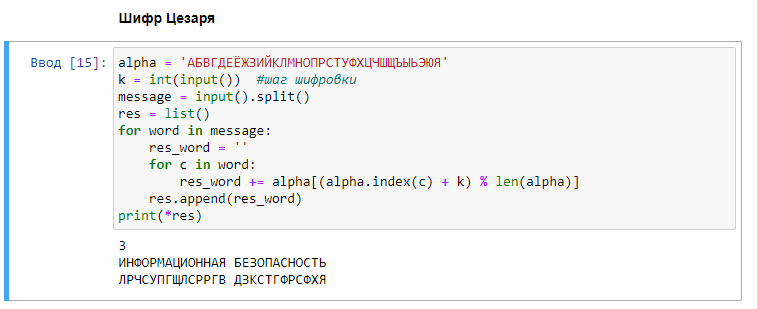 Шифр Цезаря
Ввод [15]:
alpha = 'АБВГДЕЁЖЗИЙКЛМНОПРСТУФХЦЧШЩЪЫЬЭЮЯ'
k = int(input())  #шаг шифровки
message = input().split()
res = list()
for word in message:
    res_word = ''
    for c in word:
        res_word += alpha[(alpha.index(c) + k) % len(alpha)]
    res.append(res_word)
print(*res)
3
ИНФОРМАЦИОННАЯ БЕЗОПАСНОСТЬ
ЛРЧСУПГЩЛСРРГВ ДЗКСТГФРСФХЯ